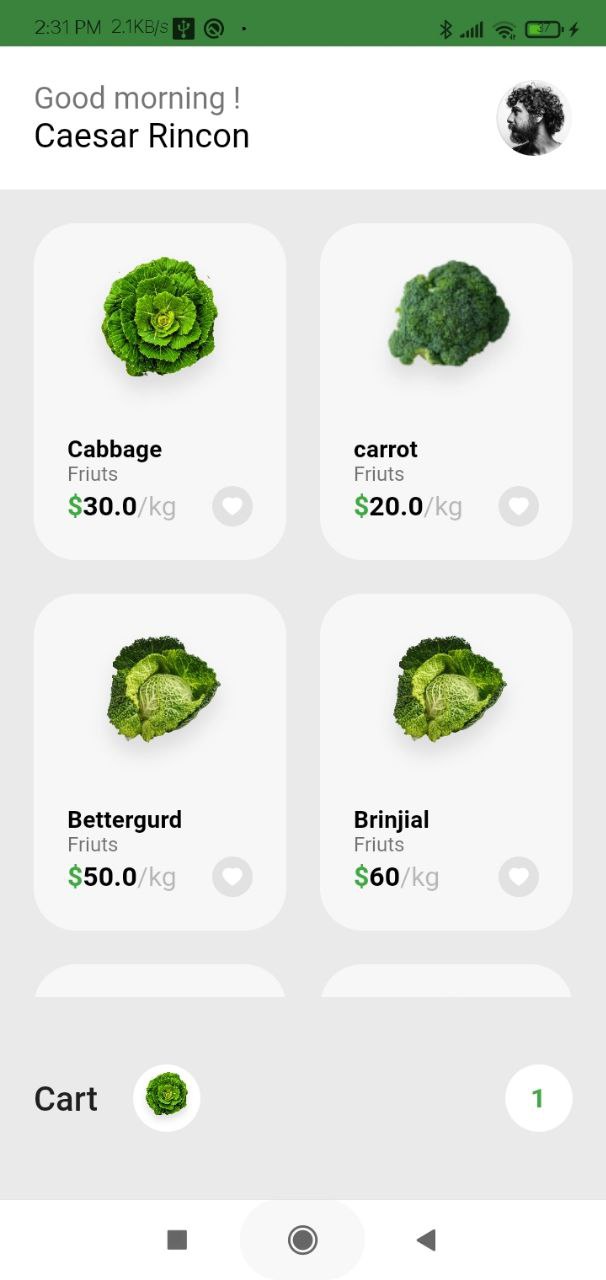 2:31 PM 2.1KB/s 37
Good morning !
Caesar Rincon
Cabbage
Friuts
$30.0/kg
carrot
Friuts
$20.0/kg
Bettergurd
Friuts
$50.0/kg
Brinjial
Friuts
$60/kg
Cart 1